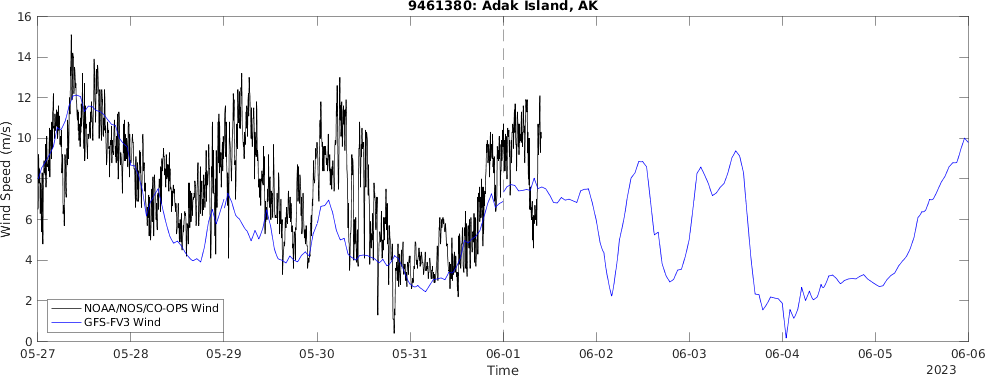 9461380: Adak Island, AK
Wind Speed (m/s)
16
14
12
10
8
6
4
2
0
NOAA/NOS/CO-OPS Wind
GFS-FV3 Wind
05-27 05-28 05-29 05-30 05-31 06-01 06-02 06-03 06-04 06-05 06-06
Time
2023